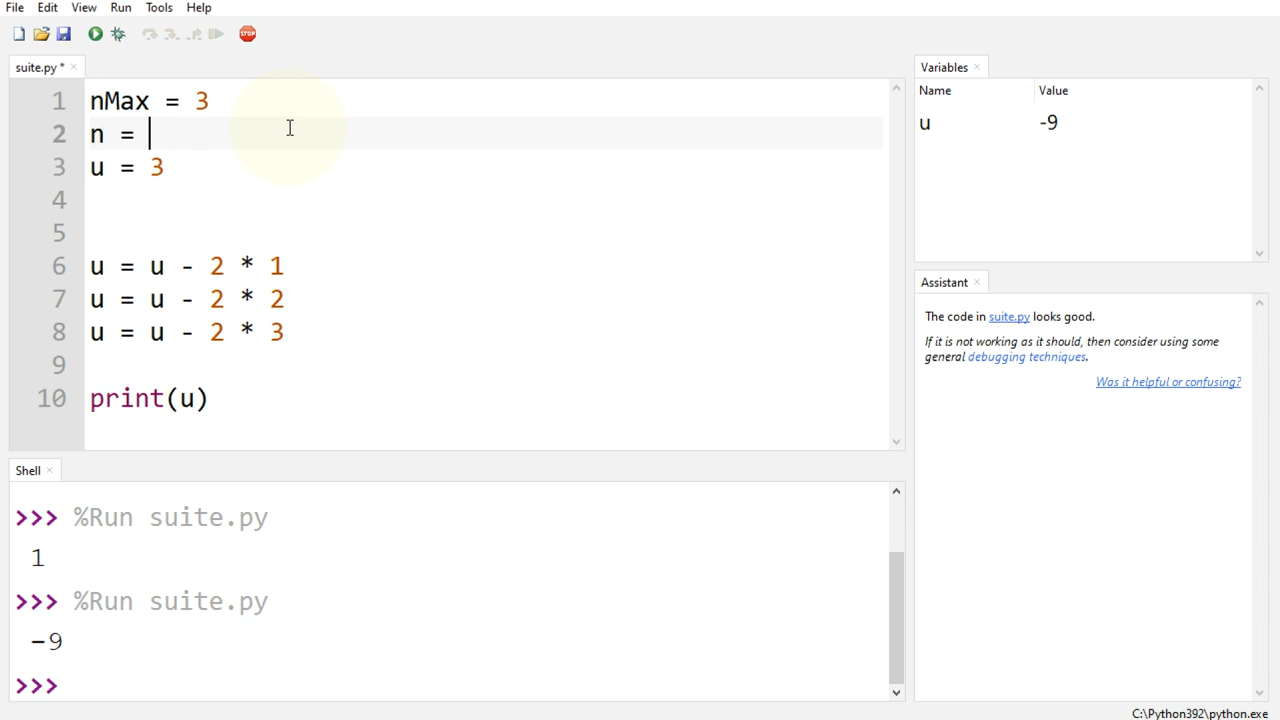 File Edit View Run Tools Help
STOP
suite.py * ×
1 nMax = 3
2 n =
3 u = 3
4
5
6 u = u - 2 * 1
7 u = u - 2 * 2
8 u = u - 2 * 3
9
10 print(u)
Shell ×
>>> %Run suite.py
1
>>> %Run suite.py
-9
>>>
Variables ×
Name Value
u -9
Assistant ×
The code in suite.py looks good.
If it is not working as it should, then consider using some
general debugging techniques.
Was it helpful or confusing?
C:\Python392\python.exe